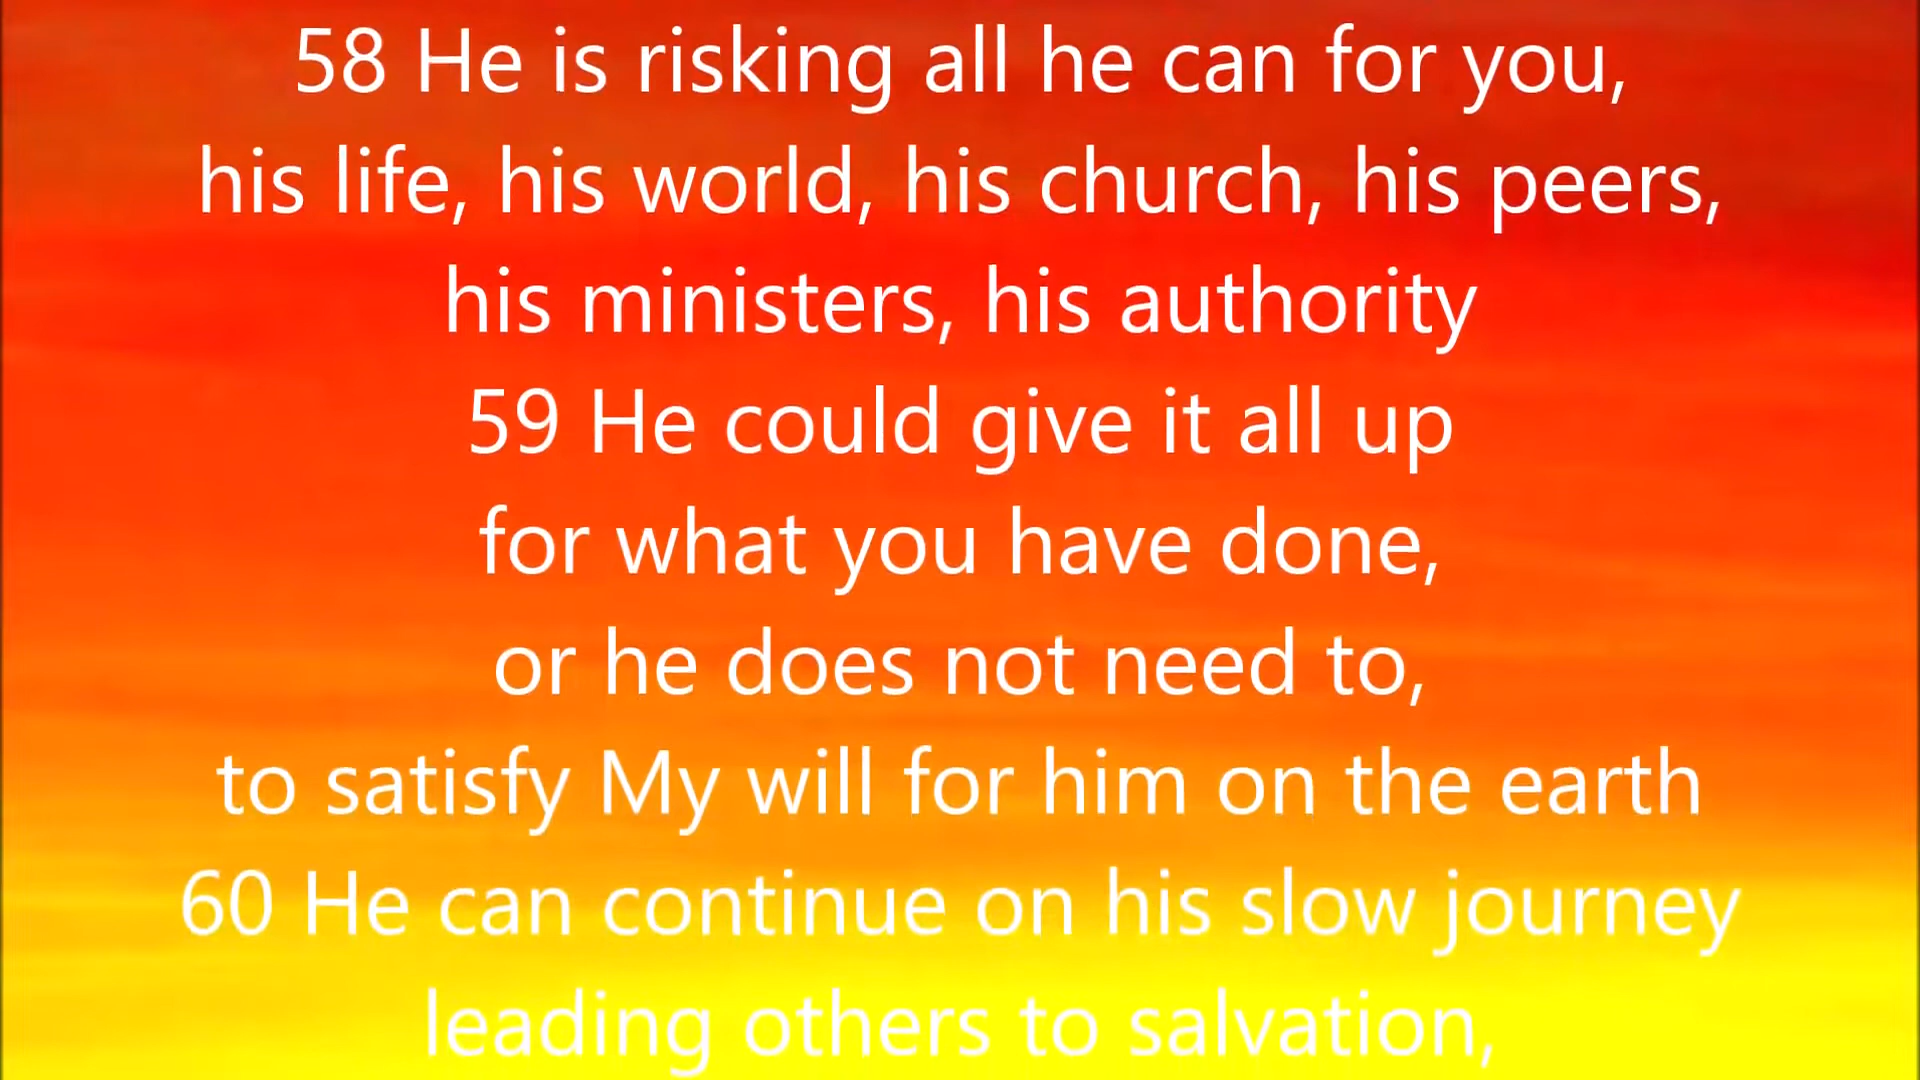 58 He is risking all he can for you,
his life, his world, his church, his peers,
his ministers, his authority
59 He could give it all up
for what you have done,
or he does not need to,
to satisfy My will for him on the earth
60 He can continue on his slow journey
leading others to salvation,